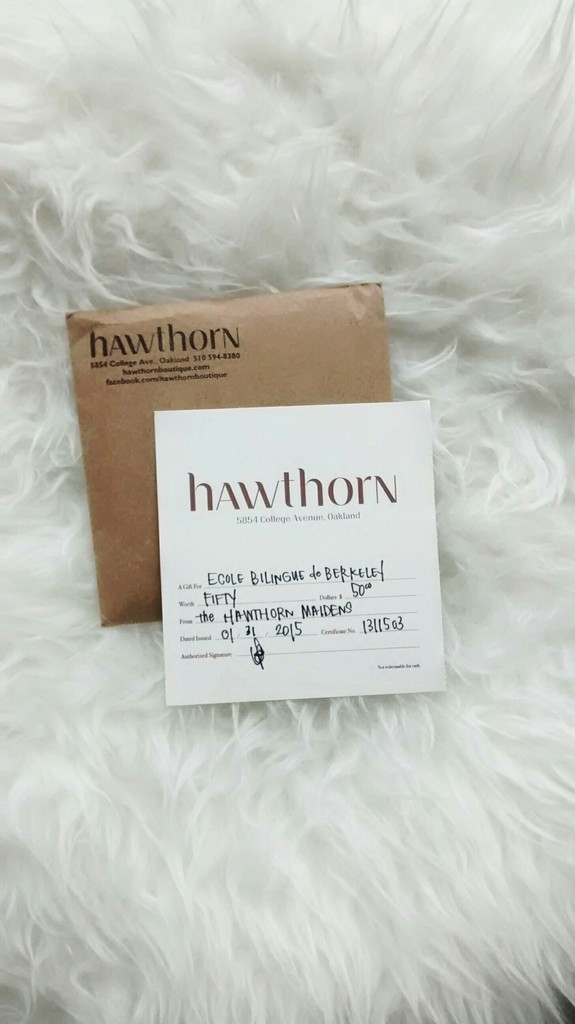 hAWthorN
5854 College Ave., Oakland 510 594-8380
hawthornboutique.com
facebook.com/hawthornboutique
hAWthorN
5854 College Avenue, Oakland
A Gift For ECOLE BILINGUE de BERKELEY
Worth FIFTY Dollars $ 50⁰⁰
From the HAWTHORN MAIDENS
Dated Issued 01 31 2015 Certificate No. 1311503
Authorized Signature
Not redeemable for cash.